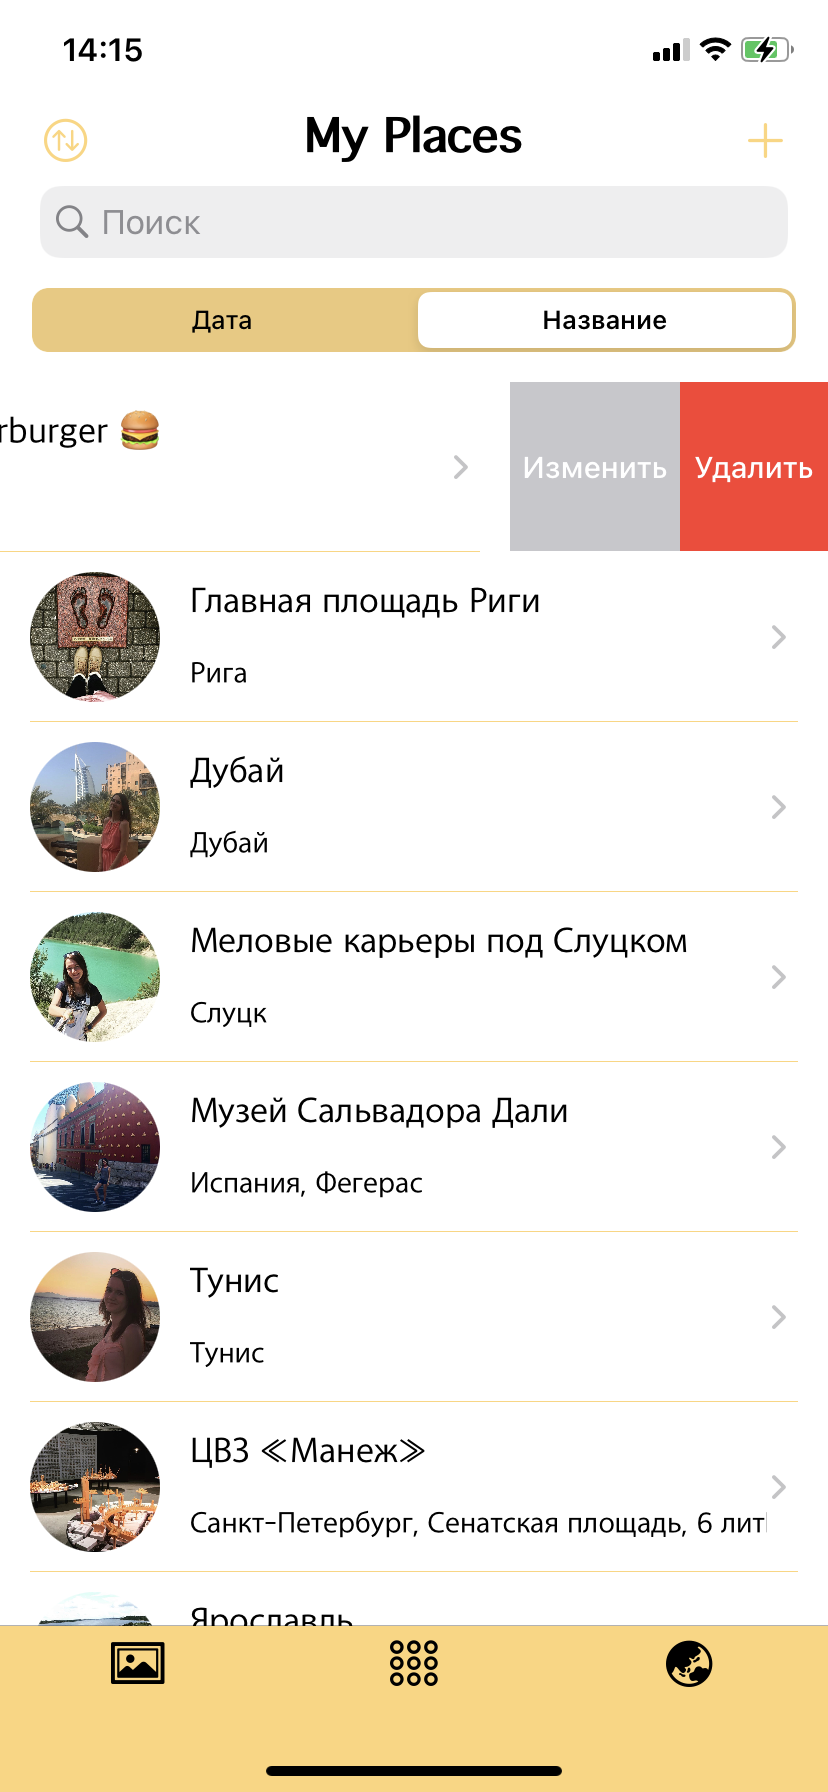 14:15
My Places
Поиск
Дата
Название
rburger 🍔
Изменить
Удалить
Главная площадь Риги
Рига
Дубай
Дубай
Меловые карьеры под Слуцком
Слуцк
Музей Сальвадора Дали
Испания, Фегерас
Тунис
Тунис
ЦВЗ ≪Манеж≫
Санкт-Петербург, Сенатская площадь, 6 лит
Ярославль